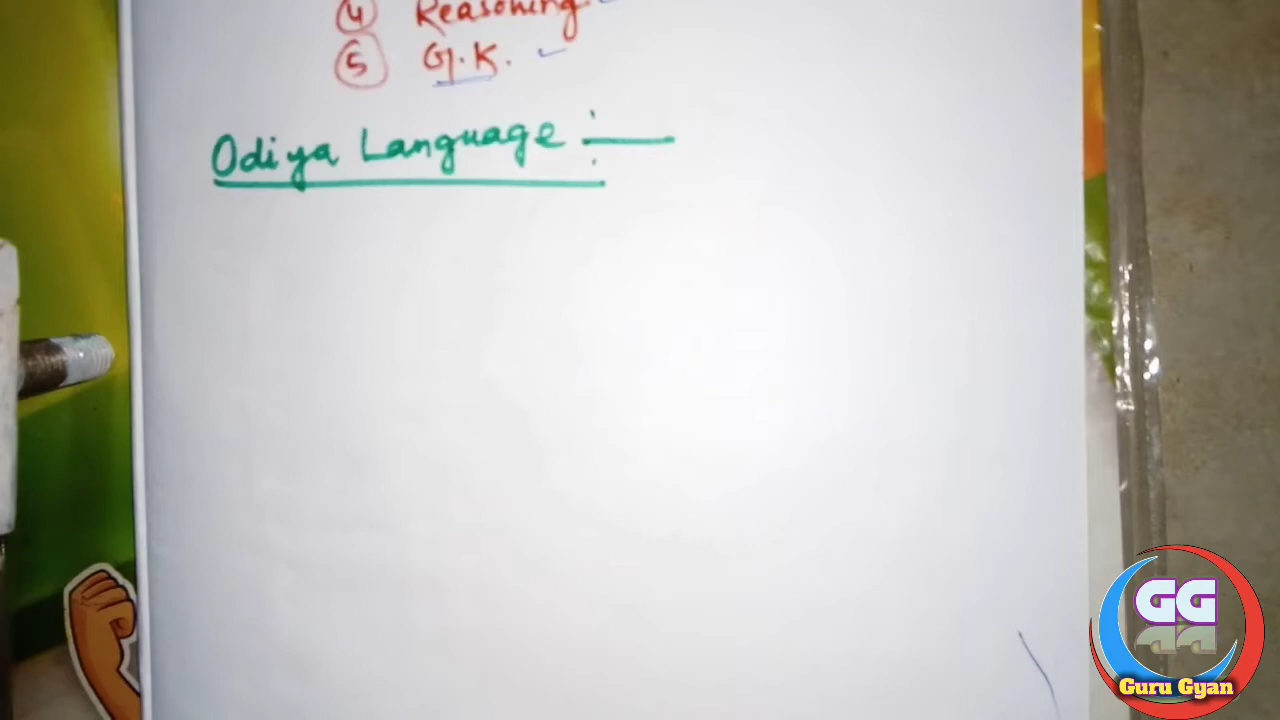 ④ Reasoning
⑤ G.K.
Odiya Language :—
GG
Guru Gyan